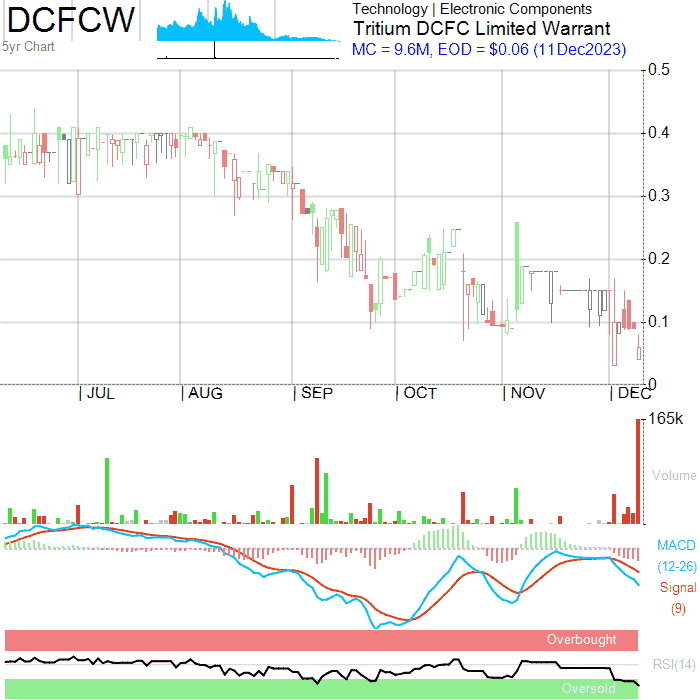 DCFCW
5yr Chart
Technology | Electronic Components
Tritium DCFC Limited Warrant
MC = 9.6M, EOD = $0.06 (11Dec2023)
0.5
0.4
0.3
0.2
0.1
0
JUL
AUG
SEP
OCT
NOV
DEC
165k
Volume
MACD
(12-26)
Signal
(9)
Overbought
RSI(14)
Oversold